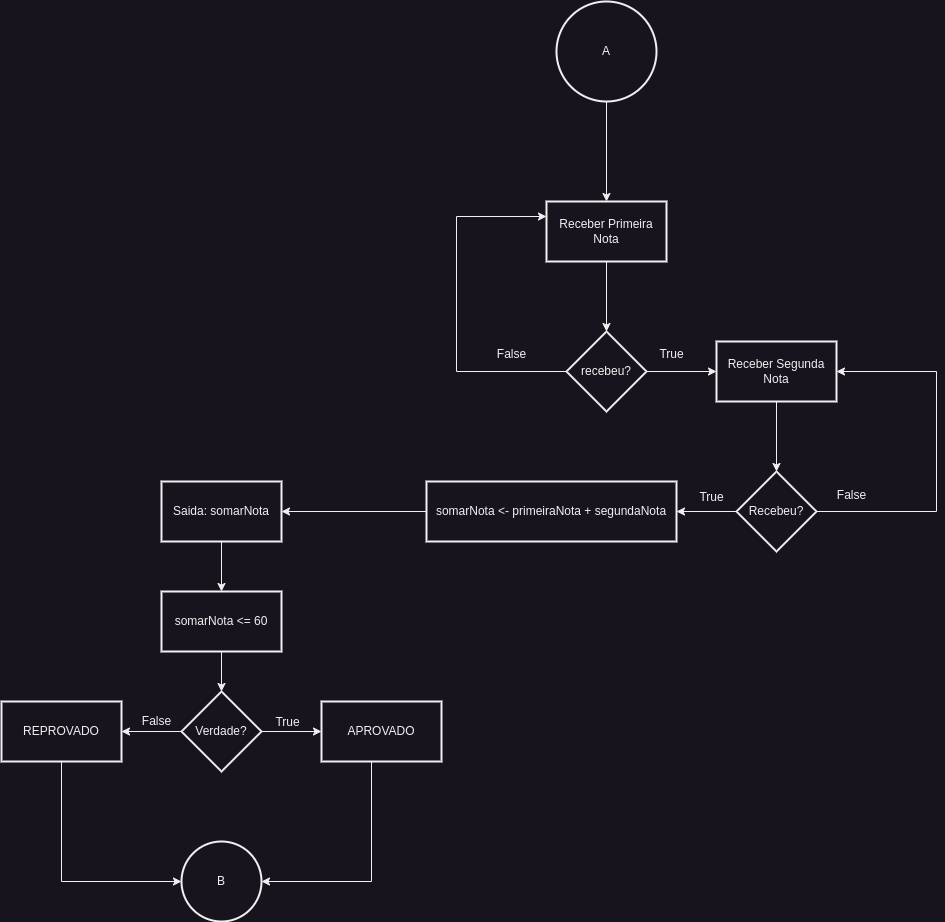 A
Receber Primeira
Nota
recebeu?
False
True
Receber Segunda
Nota
Recebeu?
True
False
somarNota <- primeiraNota + segundaNota
Saida: somarNota
somarNota <= 60
Verdade?
False
True
REPROVADO
APROVADO
B